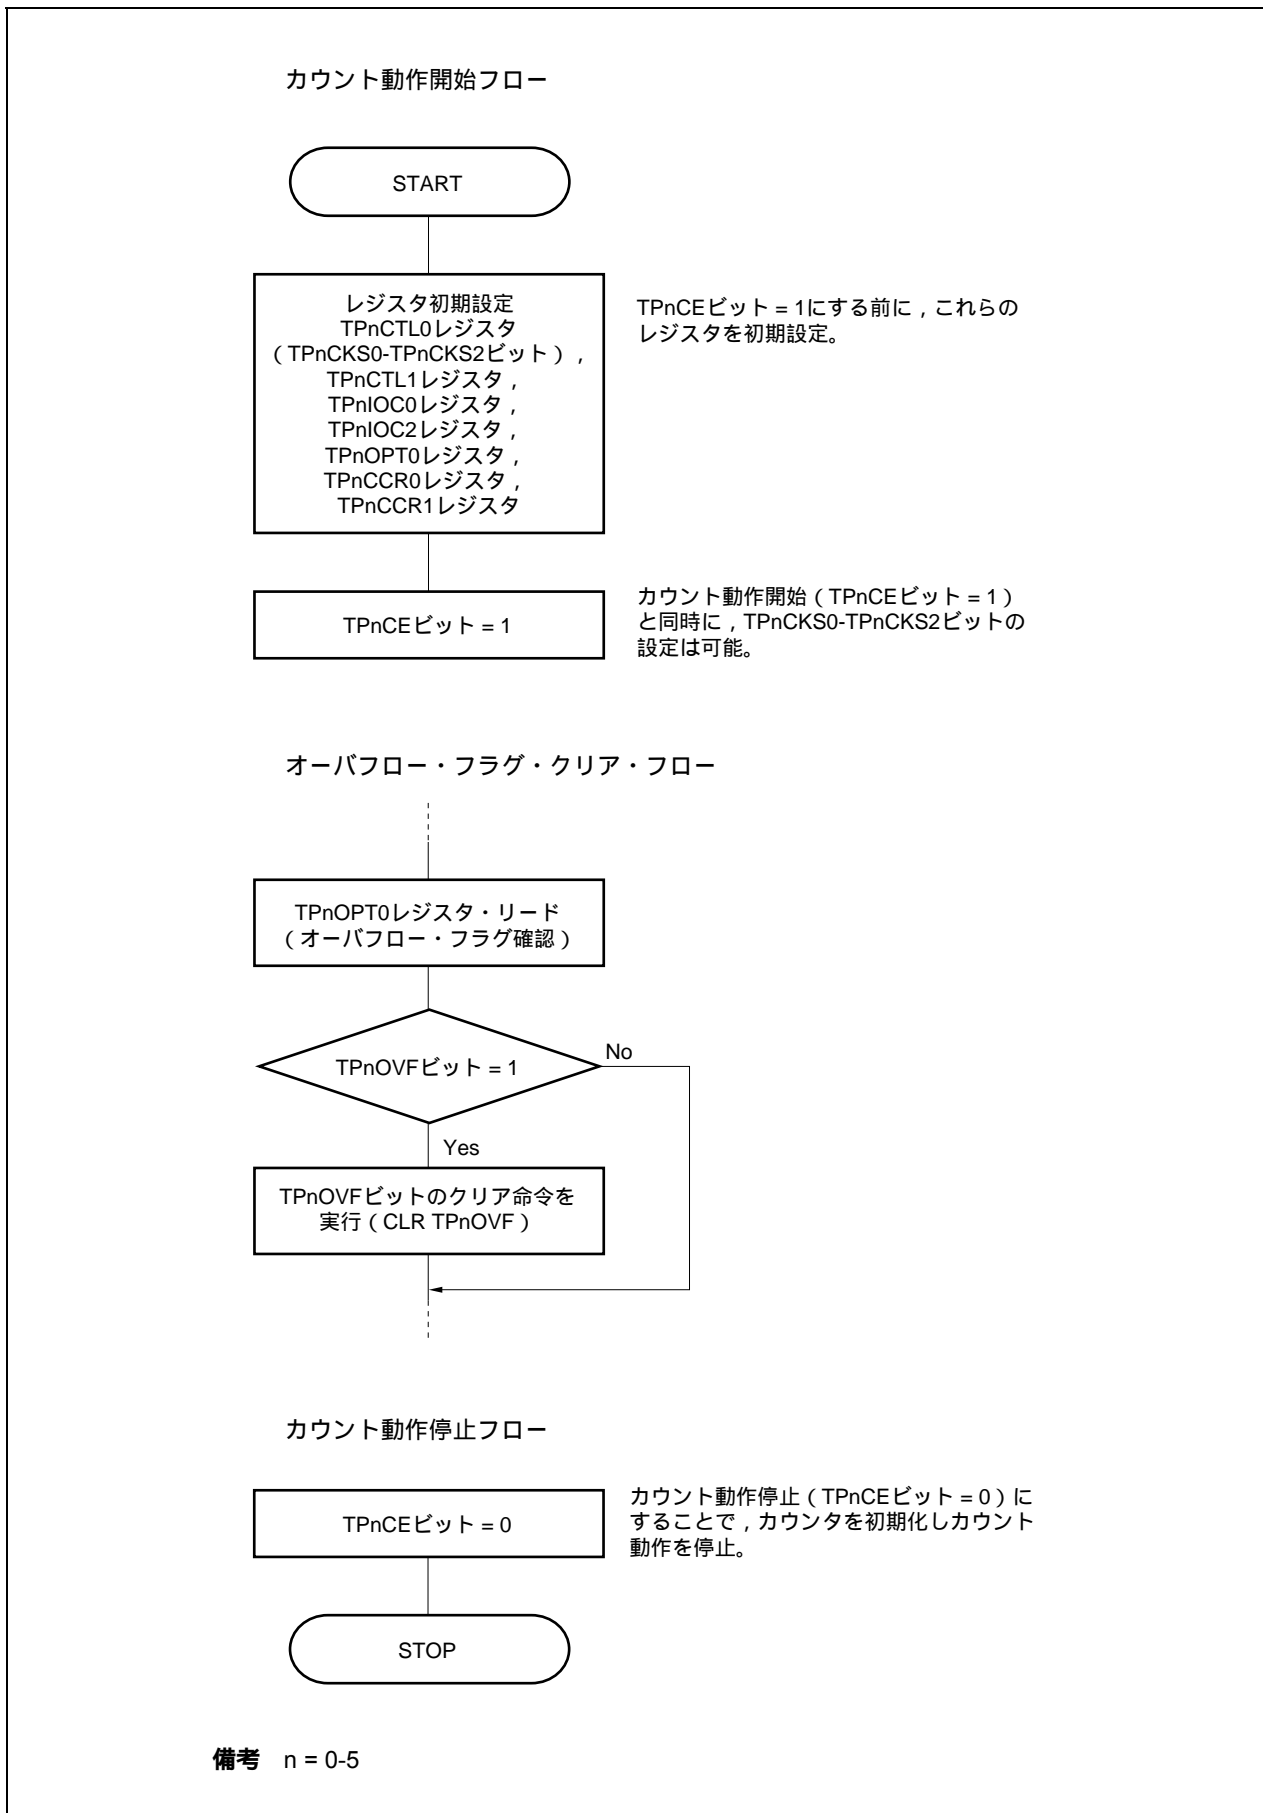 カウント動作開始フロー
START
レジスタ初期設定
TPnCTL0レジスタ
（TPnCKS0-TPnCKS2ビット），
TPnCTL1レジスタ，
TPnIOC0レジスタ，
TPnIOC2レジスタ，
TPnOPT0レジスタ，
TPnCCR0レジスタ，
TPnCCR1レジスタ
TPnCEビット = 1にする前に，これらの
レジスタを初期設定。
TPnCEビット = 1
カウント動作開始（TPnCEビット = 1）
と同時に，TPnCKS0-TPnCKS2ビットの
設定は可能。
オーバフロー・フラグ・クリア・フロー
TPnOPT0レジスタ・リード
（オーバフロー・フラグ確認）
TPnOVFビット = 1
No
Yes
TPnOVFビットのクリア命令を
実行（CLR TPnOVF）
カウント動作停止フロー
TPnCEビット = 0
カウント動作停止（TPnCEビット = 0）に
することで，カウンタを初期化しカウント
動作を停止。
STOP
備考 n = 0-5